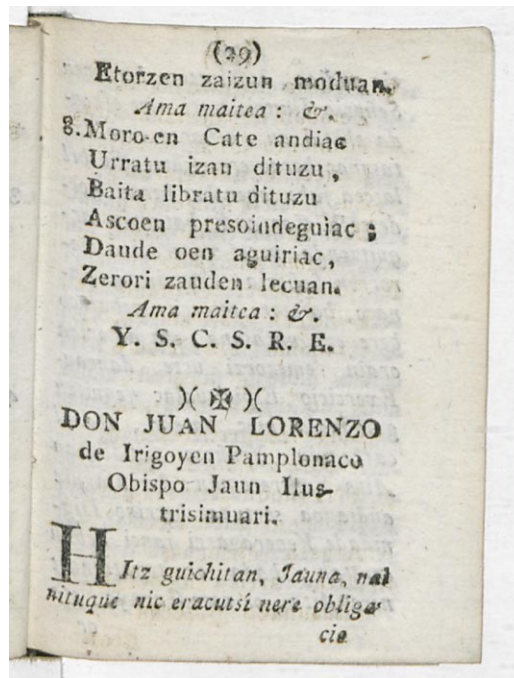 (29)
Etorzen zaizun moduan.
Ama maitea : &.
8. Moro-en Cate andiac
Urratu izan dituzu,
Baita libratu dituzu
Ascoen presoindeguiac ;
Daude oen aguiriac,
Zerori zauden lecuan.
Ama maitea : &.
Y. S. C. S. R. E.
)( ✠ )(
DON JUAN LORENZO
de Irigoyen Pamplonaco
Obispo Jaun Ilus-
trisimuari.
HItz guichitan, Jauna, nai
nituque nic eracutsi nere obliga
cio